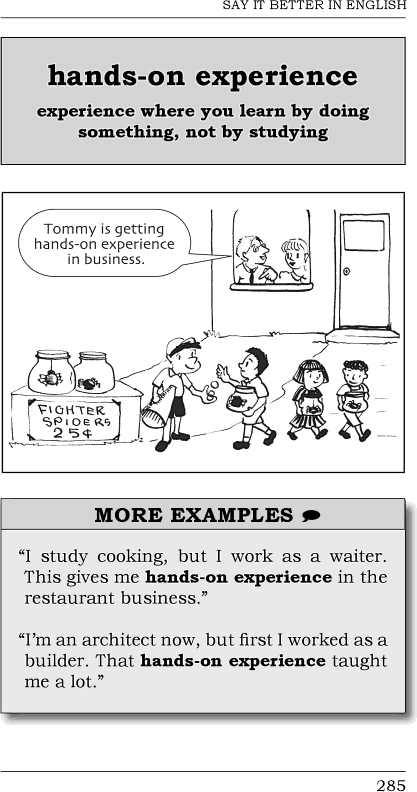 SAY IT BETTER IN ENGLISH
hands-on experience
experience where you learn by doing
something, not by studying
Tommy is getting
hands-on experience
in business.
FIGHTER
SPIDERS
25¢
MORE EXAMPLES
“I study cooking, but I work as a waiter.
This gives me hands-on experience in the
restaurant business.”
“I’m an architect now, but first I worked as a
builder. That hands-on experience taught
me a lot.”
285